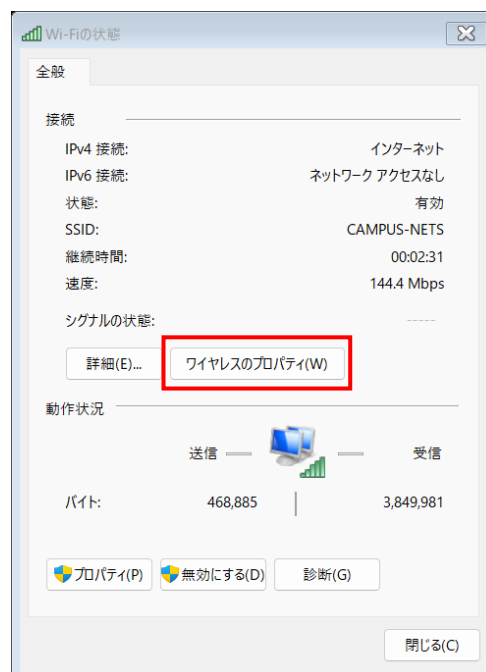 Wi-Fiの状態
全般
接続
IPv4 接続: インターネット
IPv6 接続: ネットワーク アクセスなし
状態: 有効
SSID: CAMPUS-NETS
継続時間: 00:02:31
速度: 144.4 Mbps
シグナルの状態: -----
詳細(E)... ワイヤレスのプロパティ(W)
動作状況
送信 受信
バイト: 468,885 3,849,981
プロパティ(P) 無効にする(D) 診断(G)
閉じる(C)